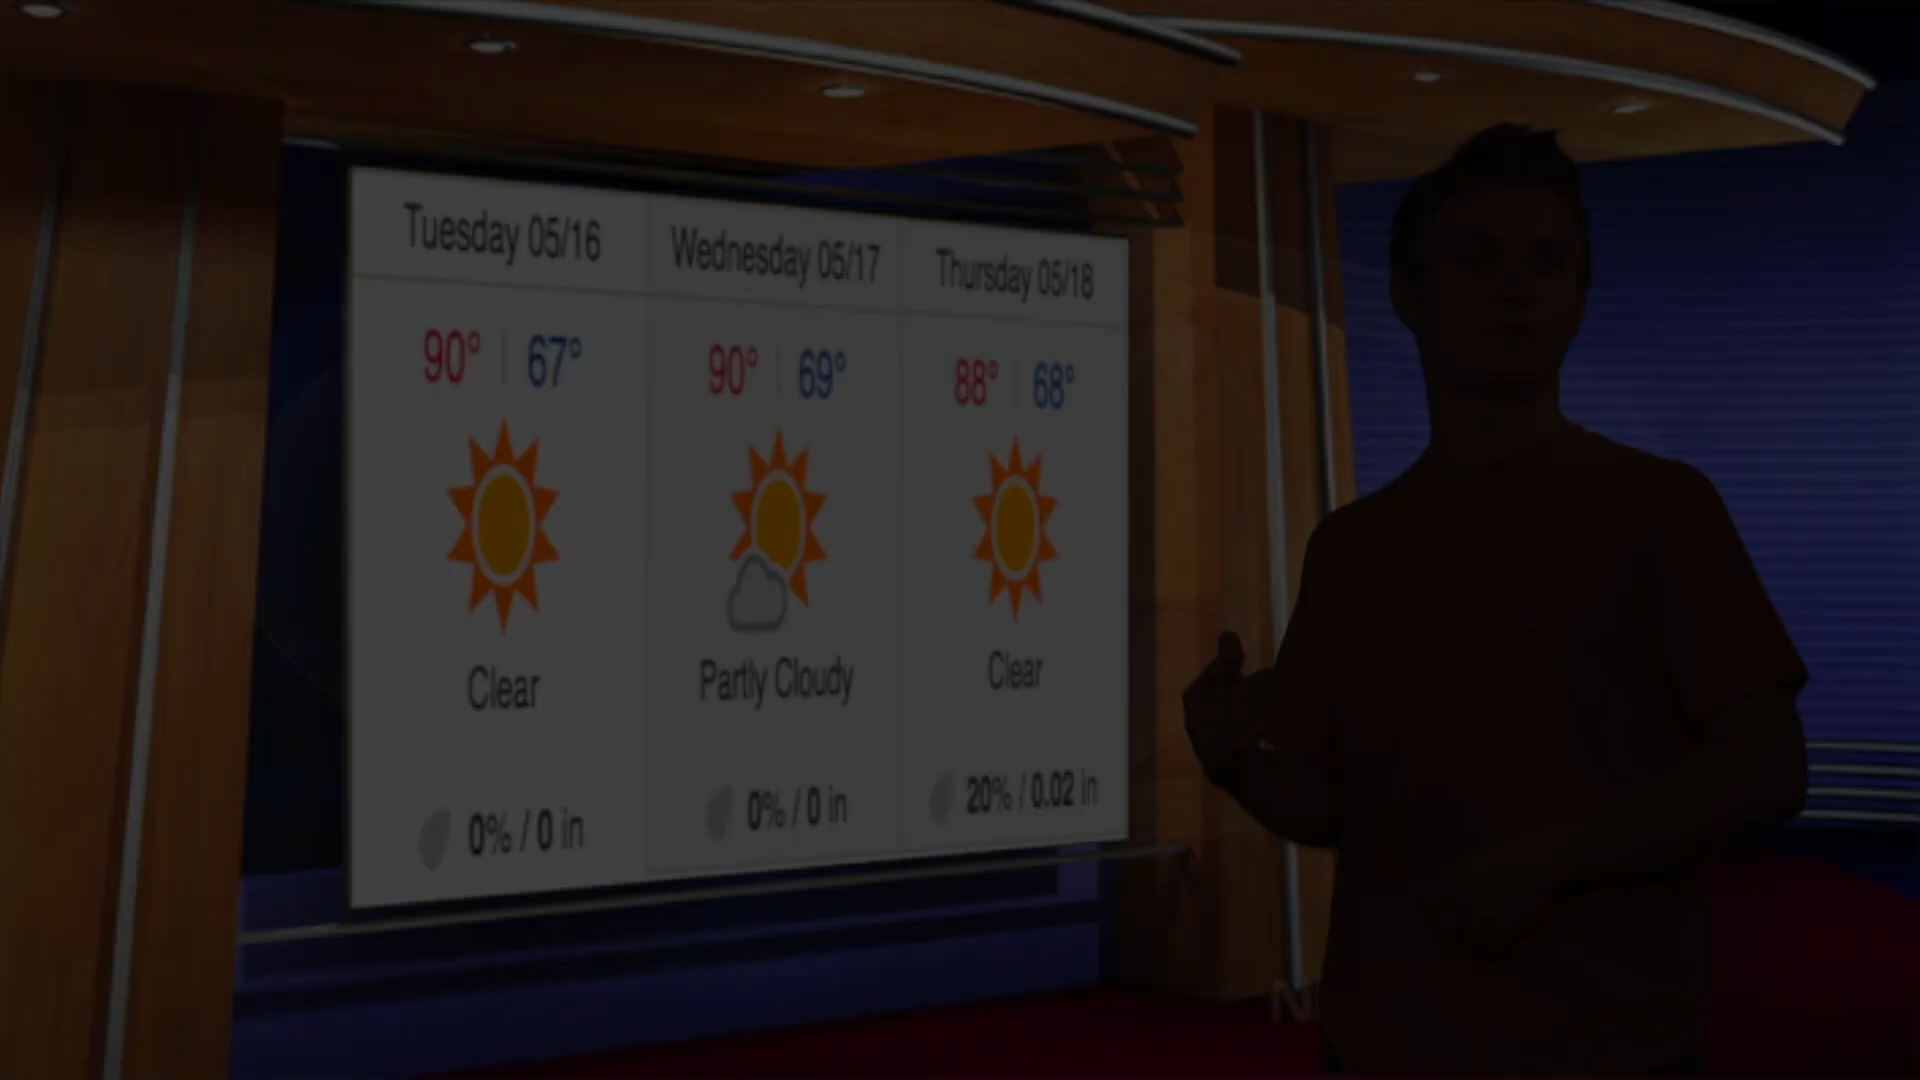 Tuesday 05/16
90° | 67°
Clear
0% / 0 in
Wednesday 05/17
90° | 69°
Partly Cloudy
0% / 0 in
Thursday 05/18
88° | 68°
Clear
20% / 0.02 in